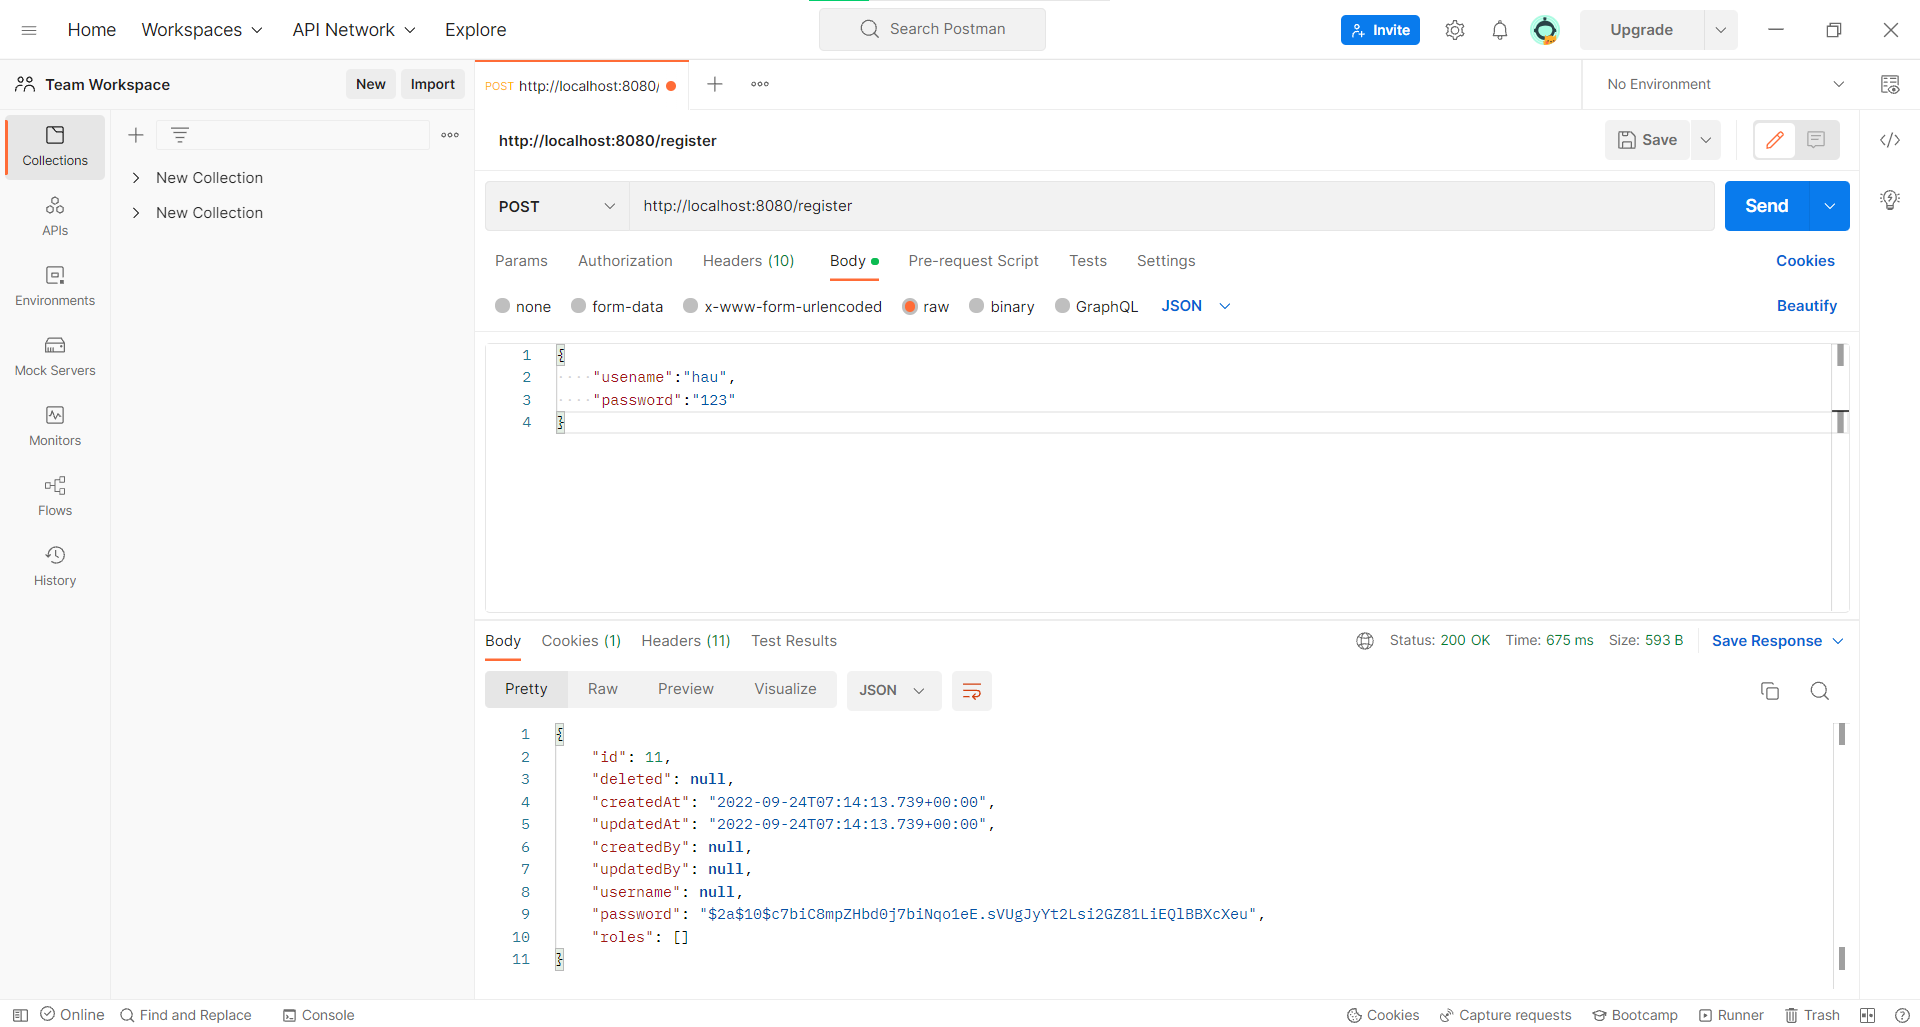 Home Workspaces API Network Explore Search Postman Invite Upgrade
Team Workspace New Import POST http://localhost:8080/ No Environment
http://localhost:8080/register Save
Collections
New Collection
New Collection
APIs
Environments
Mock Servers
Monitors
Flows
History
POST http://localhost:8080/register Send
Params Authorization Headers (10) Body Pre-request Script Tests Settings Cookies
none form-data x-www-form-urlencoded raw binary GraphQL JSON Beautify
1 {
2 "usename":"hau",
3 "password":"123"
4 }
Body Cookies (1) Headers (11) Test Results Status: 200 OK Time: 675 ms Size: 593 B Save Response
Pretty Raw Preview Visualize JSON
1 {
2 "id": 11,
3 "deleted": null,
4 "createdAt": "2022-09-24T07:14:13.739+00:00",
5 "updatedAt": "2022-09-24T07:14:13.739+00:00",
6 "createdBy": null,
7 "updatedBy": null,
8 "username": null,
9 "password": "$2a$10$c7biC8mpZHbd0j7biNqo1eE.sVUgJyYt2Lsi2GZ81LiEQlBBXcXeu",
10 "roles": []
11 }
Online Find and Replace Console Cookies Capture requests Bootcamp Runner Trash